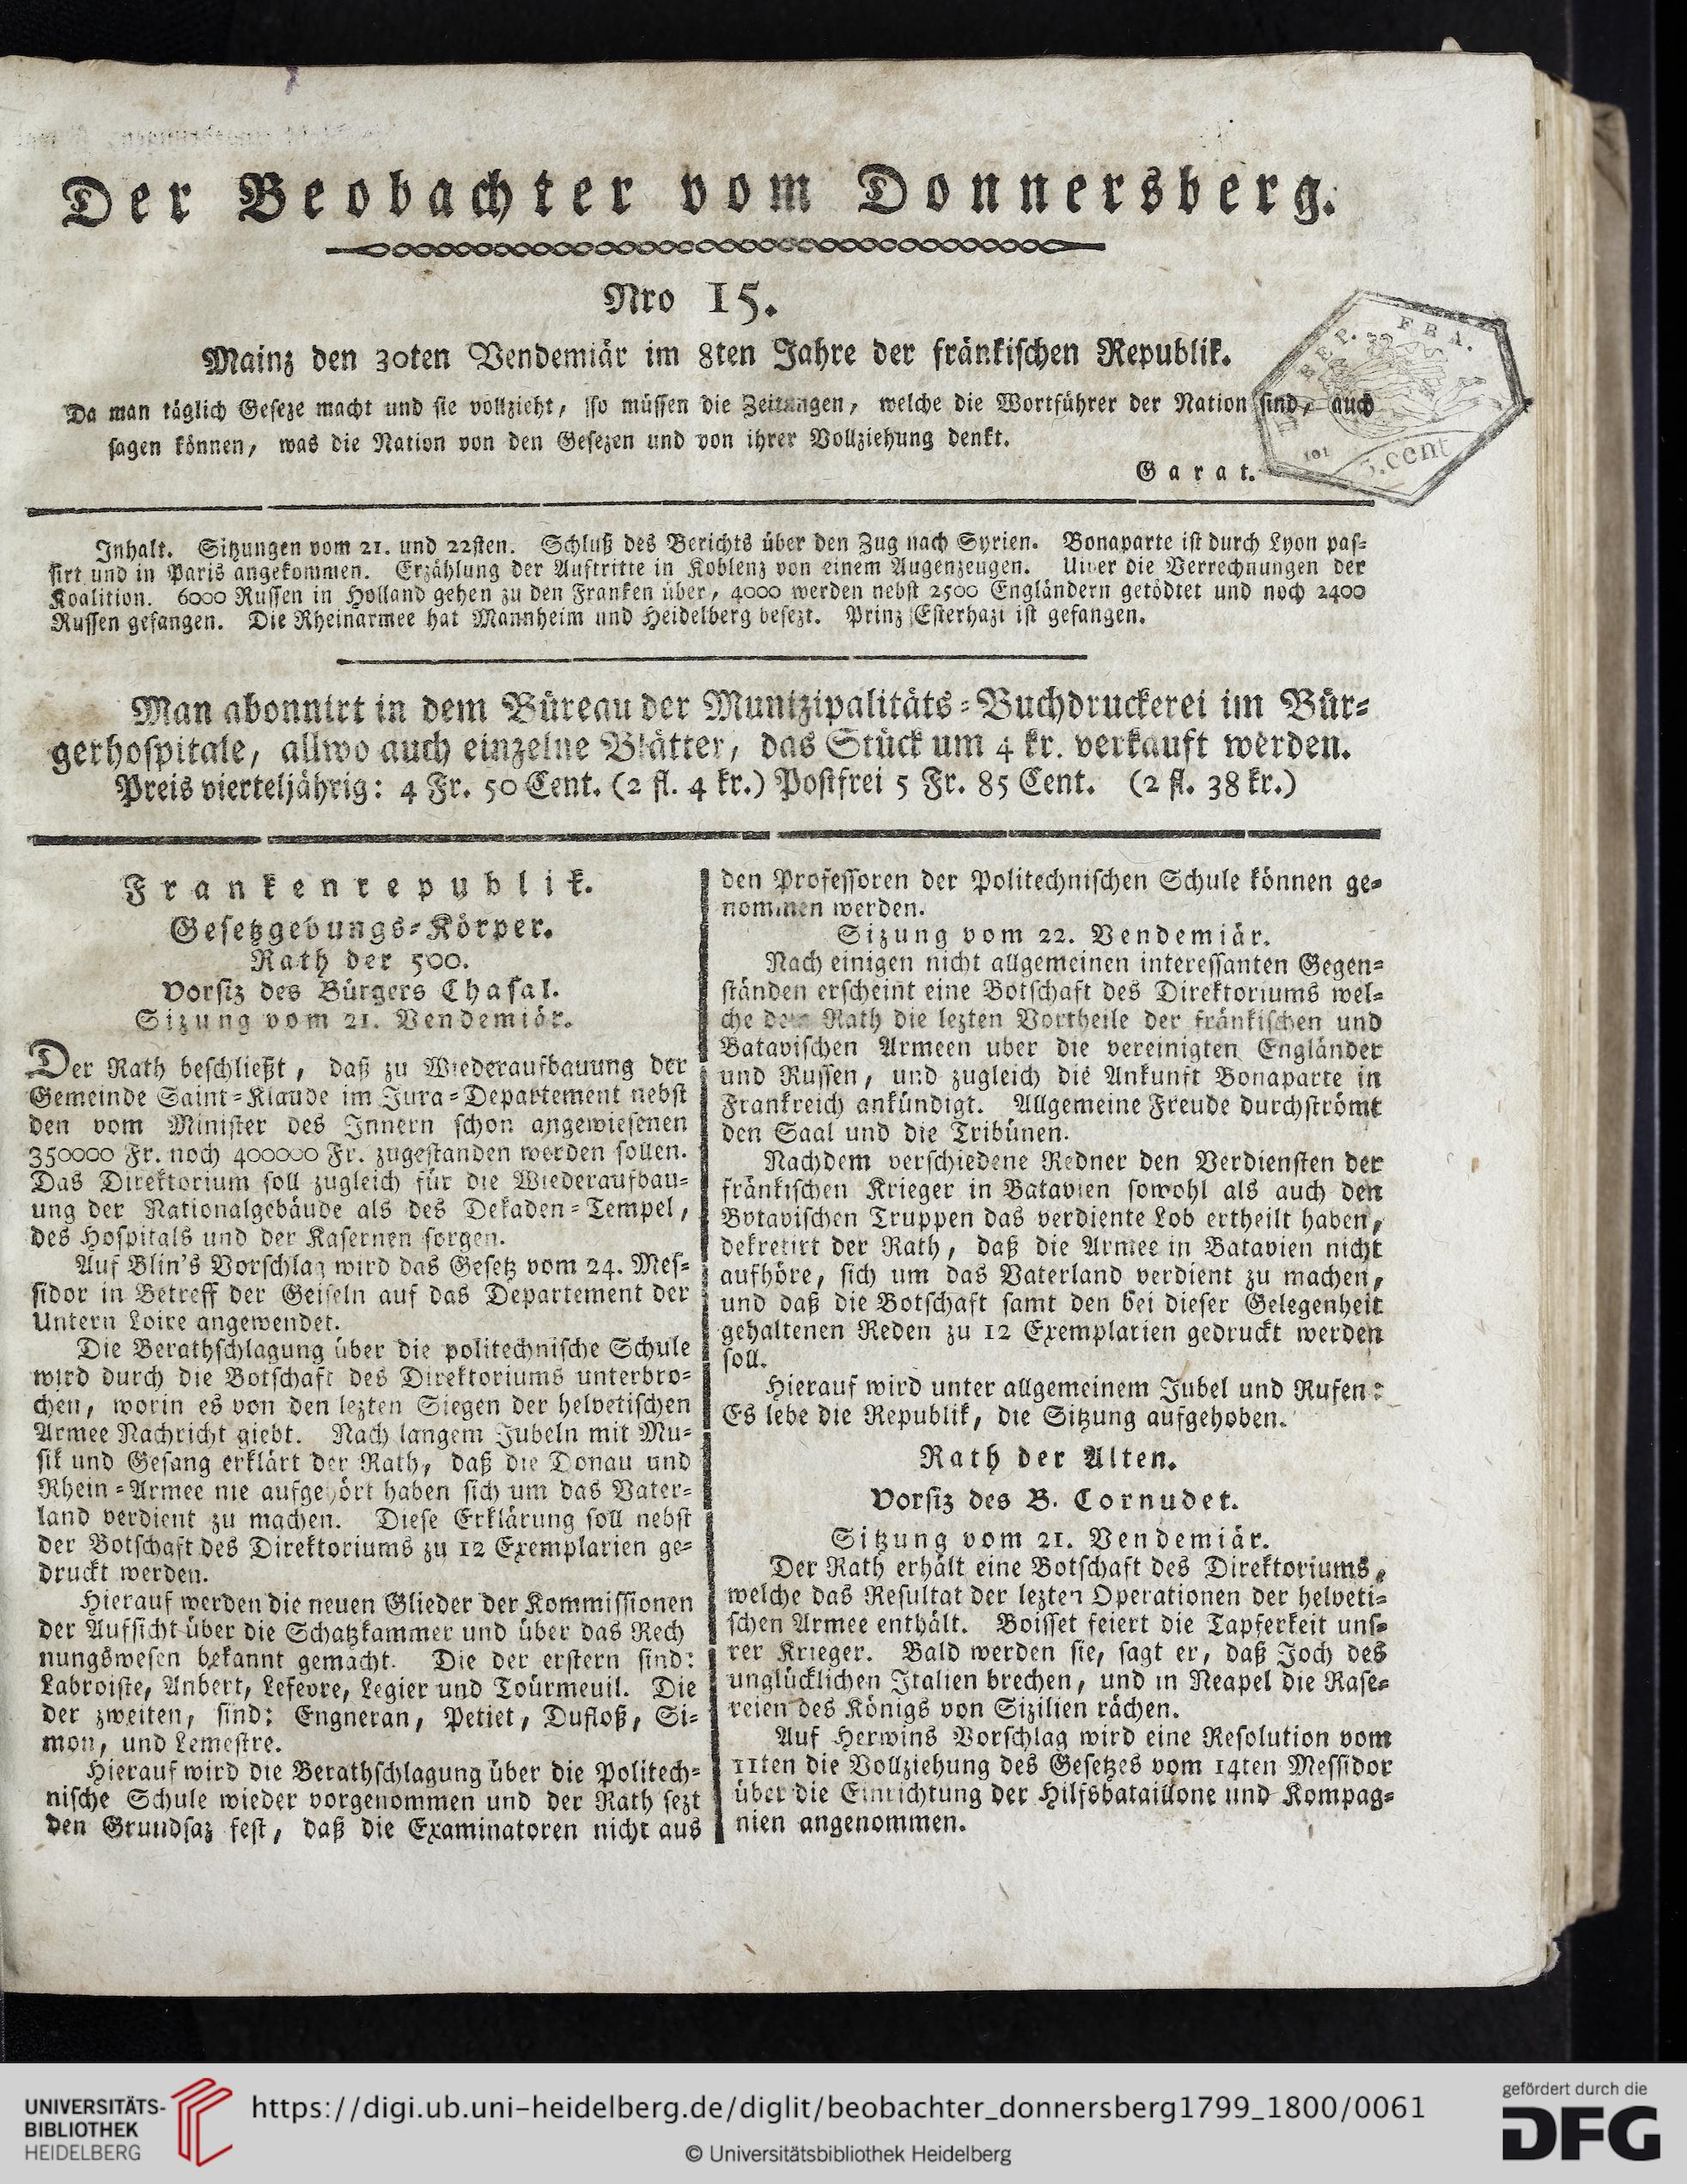 Der Beobachter vom Donnersberg.
Nro 15.
Mainz den 30ten Vendemiär im 8ten Jahre der fränkischen Republik.
Da man täglich Geseze macht und sie vollzieht, so müssen die Zeitungen, welche die Wortführer der Nation sind, auch
sagen können, was die Nation von den Gesezen und von ihrer Vollziehung denkt.
Garat.
REP. FRA.
5.cent
Inhalt. Sitzungen vom 21. und 22sten. Schluß des Berichts über den Zug nach Syrien. Bonaparte ist durch Lyon pas-
sirt und in Paris angekommen. Erzählung der Auftritte in Koblenz von einem Augenzeugen. Ueber die Verrechnungen der
Koalition. 6000 Russen in Holland gehen zu den Franken über, 4000 werden nebst 2500 Engländern getödtet und noch 2400
Russen gefangen. Die Rheinarmee hat Mannheim und Heidelberg besezt. Prinz Esterhazi ist gefangen.
Man abonnirt in dem Büreau der Munizipalitäts-Buchdruckerei im Bür-
gerhospitale, allwo auch einzelne Blätter, das Stück um 4 kr. verkauft werden.
Preis vierteljährig: 4 Fr. 50 Cent. (2 fl. 4 kr.) Postfrei 5 Fr. 85 Cent. (2 fl. 38 kr.)
Frankenrepublik.
Gesetzgebungs-Körper.
Rath der 500.
Vorsiz des Bürgers Chasal.
Sizung vom 21. Vendemiär.
Der Rath beschließt, daß zu Wiederaufbauung der
Gemeinde Saint-Klaude im Jura-Departement nebst
den vom Minister des Innern schon angewiesenen
350000 Fr. noch 400000 Fr. zugestanden werden sollen.
Das Direktorium soll zugleich für die Wiederaufbau-
ung der Nationalgebäude als des Dekaden-Tempel,
des Hospitals und der Kasernen sorgen.
Auf Blin's Vorschlag wird das Gesetz vom 24. Mes-
sidor in Betreff der Geiseln auf das Departement der
Untern Loire angewendet.
Die Berathschlagung über die politechnische Schule
wird durch die Botschaft des Direktoriums unterbro-
chen, worin es von den lezten Siegen der helvetischen
Armee Nachricht giebt. Nach langem Jubeln mit Mu-
sik und Gesang erklärt der Rath, daß die Donau und
Rhein-Armee nie aufgehört haben sich um das Vater-
land verdient zu machen. Diese Erklärung soll nebst
der Botschaft des Direktoriums zu 12 Exemplarien ge-
druckt werden.
Hierauf werden die neuen Glieder der Kommissionen
der Aufsicht über die Schatzkammer und über das Rech
nungswesen bekannt gemacht. Die der erstern sind:
Labroiste, Anbert, Lefevre, Legier und Toürmeuil. Die
der zweiten, sind: Engneran, Petiet, Dufloß, Si-
mon, und Lemestre.
Hierauf wird die Berathschlagung über die Politech-
nische Schule wieder vorgenommen und der Rath sezt
den Grundsaz fest, daß die Examinatoren nicht aus
den Professoren der Politechnischen Schule können ge-
nommen werden.
Sizung vom 22. Vendemiär.
Nach einigen nicht allgemeinen interessanten Gegen-
ständen erscheint eine Botschaft des Direktoriums wel-
che dem Rath die lezten Vortheile der fränkischen und
Batavischen Armeen uber die vereinigten Engländer
und Russen, und zugleich die Ankunft Bonaparte in
Frankreich ankündigt. Allgemeine Freude durchströmt
den Saal und die Tribünen.
Nachdem verschiedene Redner den Verdiensten der
fränkischen Krieger in Batavien sowohl als auch den
Botavischen Truppen das verdiente Lob ertheilt haben,
dekretirt der Rath, daß die Armee in Batavien nicht
aufhöre, sich um das Vaterland verdient zu machen,
und daß die Botschaft samt den bei dieser Gelegenheit
gehaltenen Reden zu 12 Exemplarien gedruckt werden
soll.
Hierauf wird unter allgemeinem Jubel und Rufen:
Es lebe die Republik, die Sitzung aufgehoben.
Rath der Alten.
Vorsiz des B. Cornudet.
Sitzung vom 21. Vendemiär.
Der Rath erhält eine Botschaft des Direktoriums,
welche das Resultat der lezten Operationen der helveti-
schen Armee enthält. Boisset feiert die Tapferkeit uns-
rer Krieger. Bald werden sie, sagt er, daß Joch des
unglücklichen Italien brechen, und in Neapel die Rase-
reien des Königs von Sizilien rächen.
Auf Herwins Vorschlag wird eine Resolution vom
11ten die Vollziehung des Gesetzes vom 14ten Messidor
über die Einrichtung der Hilfsbataillone und Kompag-
nien angenommen.
UNIVERSITÄTS-
BIBLIOTHEK
HEIDELBERG
https://digi.ub.uni-heidelberg.de/diglit/beobachter_donnersberg1799_1800/0061
© Universitätsbibliothek Heidelberg
gefördert durch die
DFG